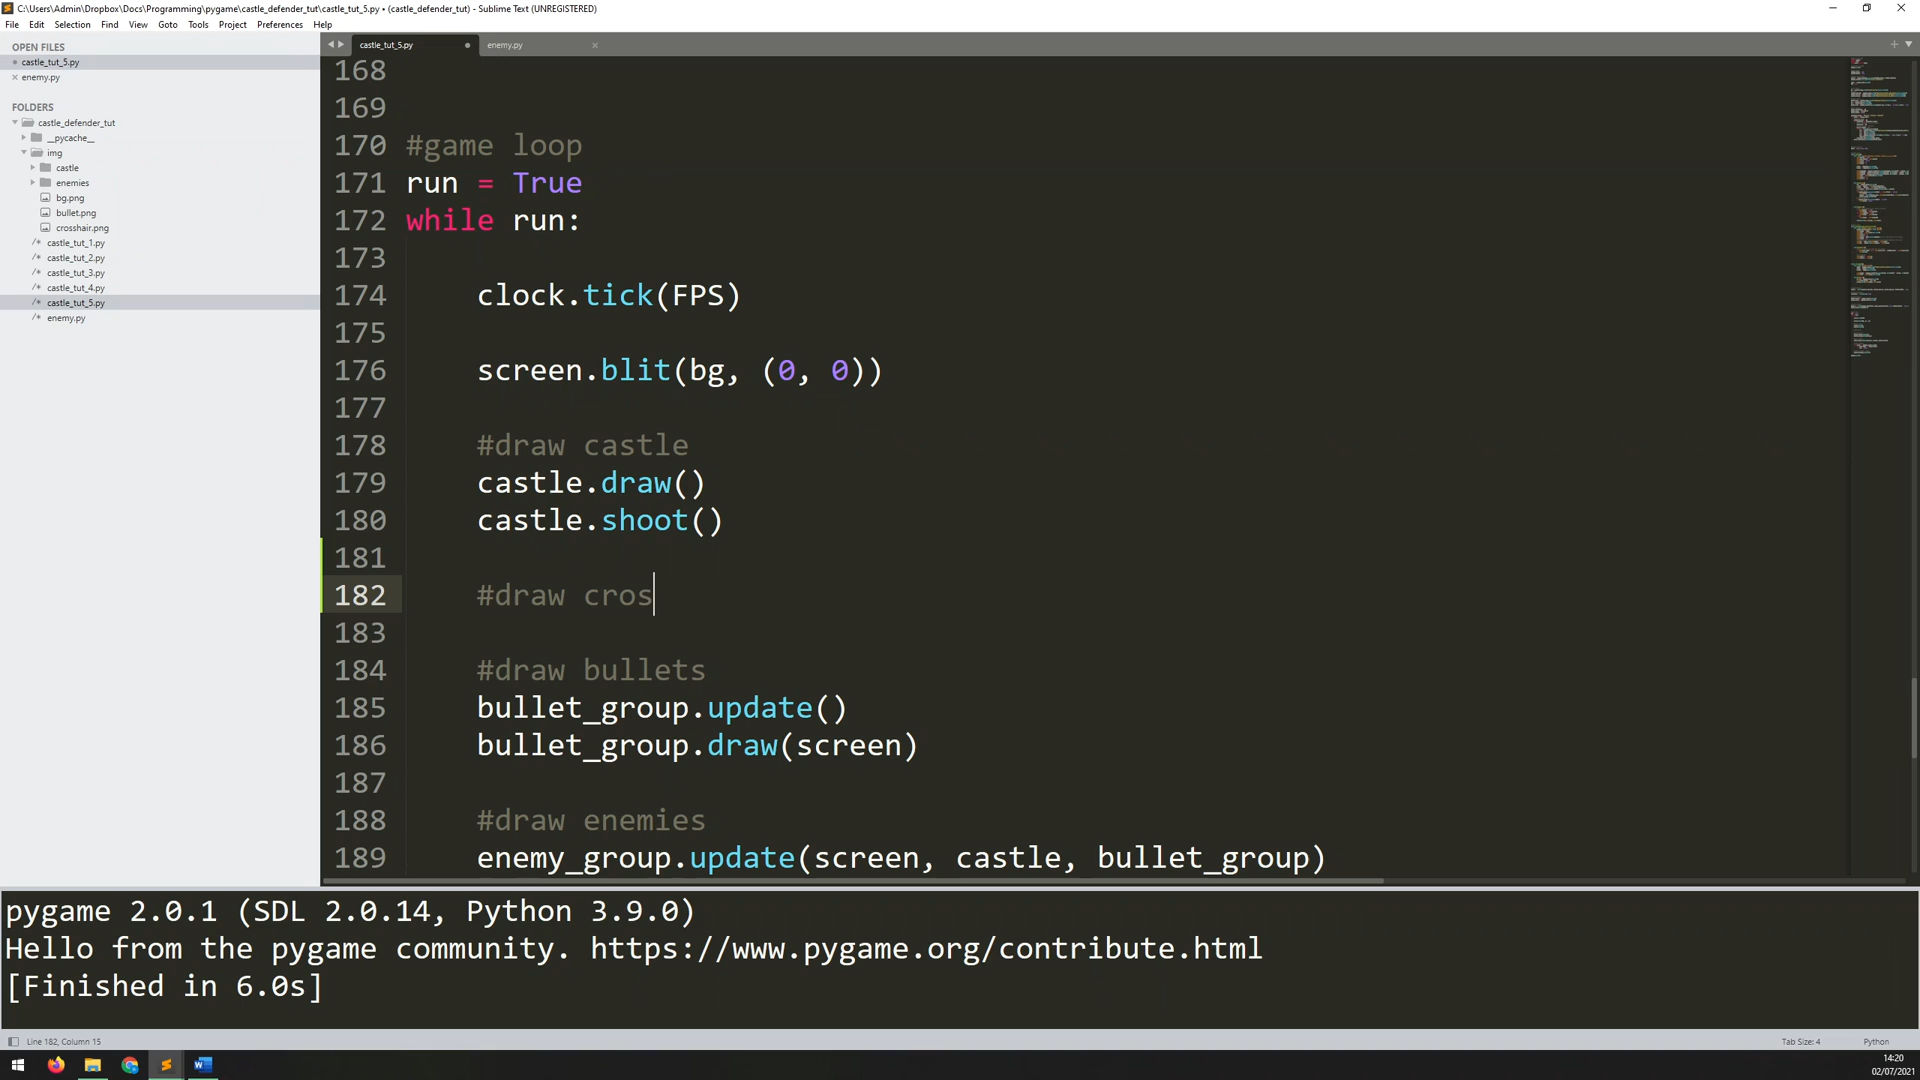 C:\Users\Admin\Dropbox\Docs\Programming\pygame\castle_defender_tut\castle_tut_5.py • (castle_defender_tut) - Sublime Text (UNREGISTERED)
File Edit Selection Find View Goto Tools Project Preferences Help
OPEN FILES
castle_tut_5.py
enemy.py
FOLDERS
castle_defender_tut
__pycache__
img
castle
enemies
bg.png
bullet.png
crosshair.png
castle_tut_1.py
castle_tut_2.py
castle_tut_3.py
castle_tut_4.py
castle_tut_5.py
enemy.py
castle_tut_5.py enemy.py
168
169
170 #game loop
171 run = True
172 while run:
173
174 clock.tick(FPS)
175
176 screen.blit(bg, (0, 0))
177
178 #draw castle
179 castle.draw()
180 castle.shoot()
181
182 #draw cros
183
184 #draw bullets
185 bullet_group.update()
186 bullet_group.draw(screen)
187
188 #draw enemies
189 enemy_group.update(screen, castle, bullet_group)
pygame 2.0.1 (SDL 2.0.14, Python 3.9.0)
Hello from the pygame community. https://www.pygame.org/contribute.html
[Finished in 6.0s]
Line 182, Column 15 Tab Size: 4 Python
14:20
02/07/2021